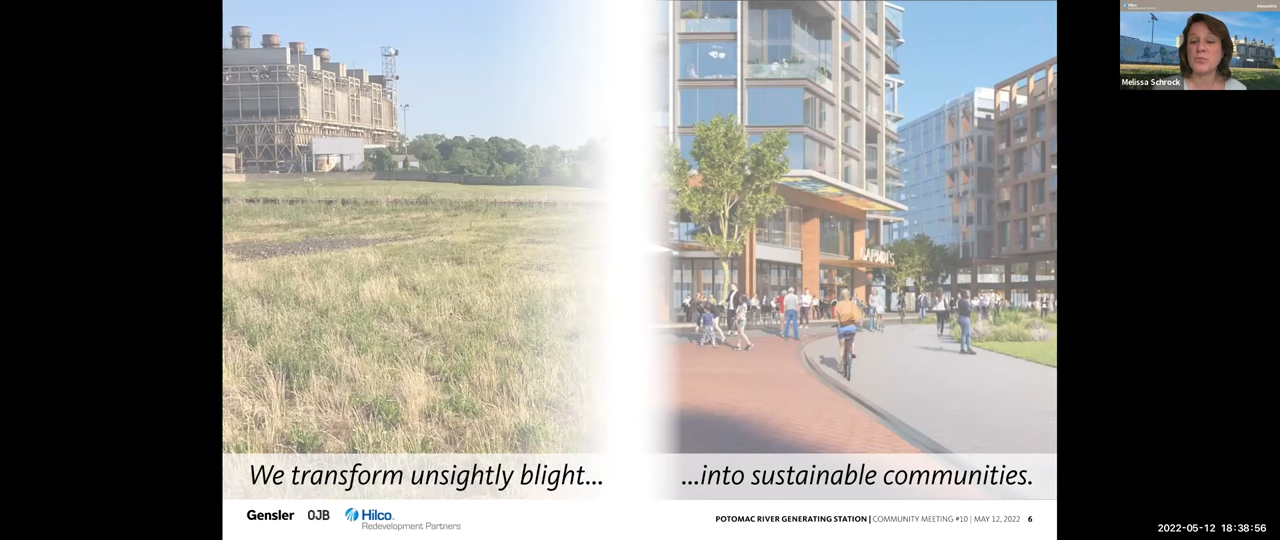 We transform unsightly blight...
...into sustainable communities.
Gensler OJB Hilco
Redevelopment Partners
POTOMAC RIVER GENERATING STATION | COMMUNITY MEETING #10 | MAY 12, 2022 6
Melissa Schrock
2022-05-12 18:38:56